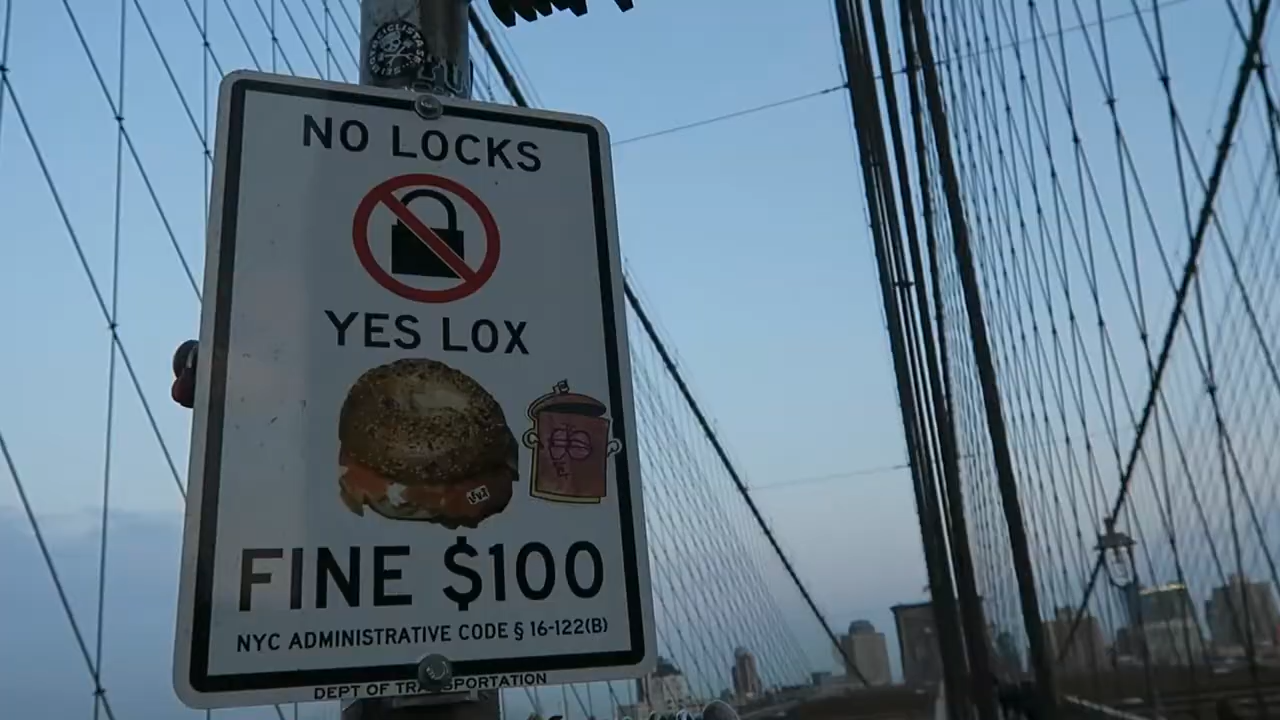 NO LOCKS
YES LOX
FINE $100
NYC ADMINISTRATIVE CODE § 16-122(B)
DEPT OF TRANSPORTATION